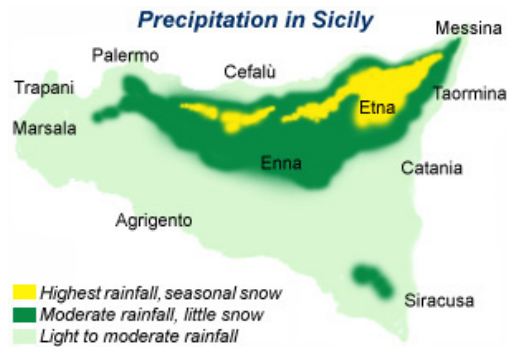 Precipitation in Sicily
Messina
Palermo
Cefalù
Trapani
Etna
Taormina
Marsala
Enna
Catania
Agrigento
Highest rainfall, seasonal snow
Moderate rainfall, little snow
Siracusa
Light to moderate rainfall